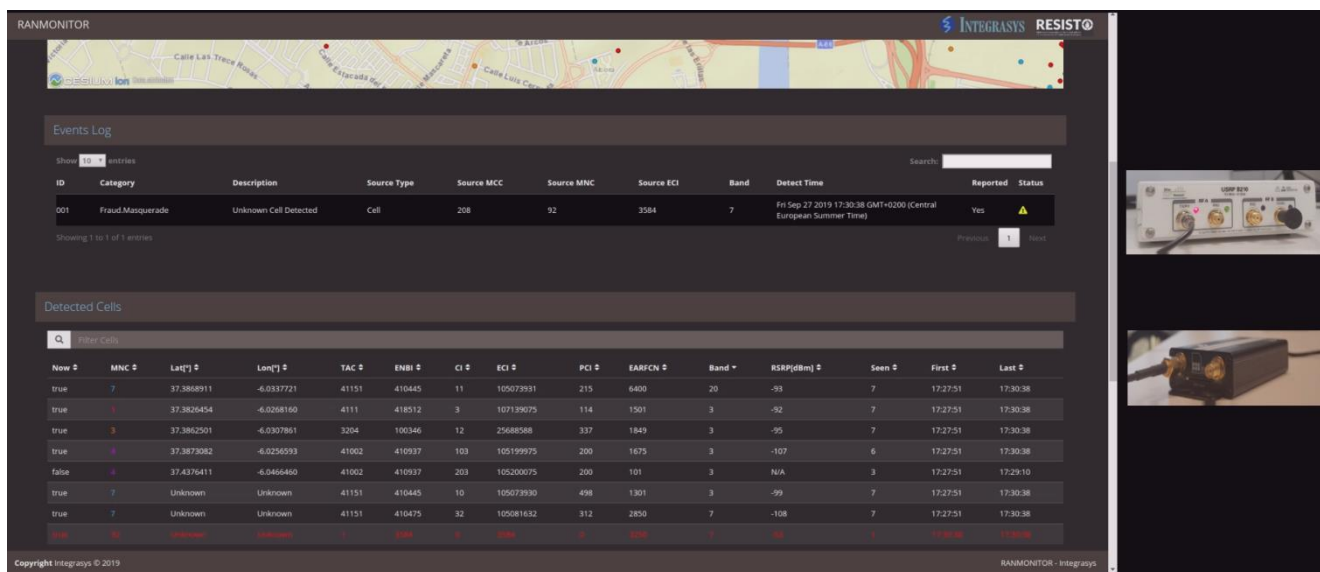 RANMONITOR
INTEGRASYS RESISTO
Calle Las Trece Rosas
CESIUM ion
Events Log
Show 10 entries
Search:
ID Category Description Source Type Source MCC Source MNC Source ECI Band Detect Time Reported Status
001 Fraud.Masquerade Unknown Cell Detected Cell 208 92 3584 7 Fri Sep 27 2019 17:30:38 GMT+0200 (Central European Summer Time) Yes
Showing 1 to 1 of 1 entries
Previous 1 Next
Detected Cells
Filter Cells
Now MNC Lat[°] Lon[°] TAC ENBI CI ECI PCI EARFCN Band RSRP[dBm] Seen First Last
true 7 37.3868911 -6.0337721 41151 410445 11 105073931 215 6400 20 -93 7 17:27:51 17:30:38
true 1 37.3826454 -6.0268160 4111 418512 3 107139075 114 1501 3 -92 7 17:27:51 17:30:38
true 3 37.3862501 -6.0307861 3204 100346 12 25688588 337 1849 3 -95 7 17:27:51 17:30:38
true 37.3873082 -6.0256593 41002 410937 103 105199975 200 1675 3 -107 6 17:27:51 17:30:38
false 37.4376411 -6.0466460 41002 410937 203 105200075 200 101 3 N/A 3 17:27:51 17:29:10
true 7 Unknown Unknown 41151 410445 10 105073930 498 1301 3 -99 7 17:27:51 17:30:38
true 7 Unknown Unknown 41151 410475 32 105081632 312 2850 7 -108 7 17:27:51 17:30:38
Copyright Integrasys © 2019
RANMONITOR - Integrasys
USRP B210